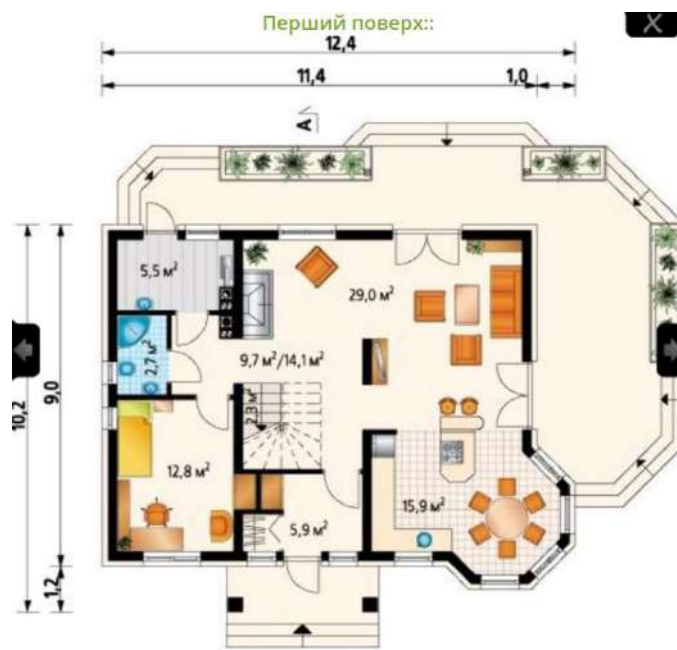 Перший поверх::
12,4
11,4
1,0
A
5,5 м²
29,0 м²
2,7 м²
9,7 м²/14,1 м²
2,3 м²
12,8 м²
15,9 м²
5,9 м²
10,2
9,0
1,2